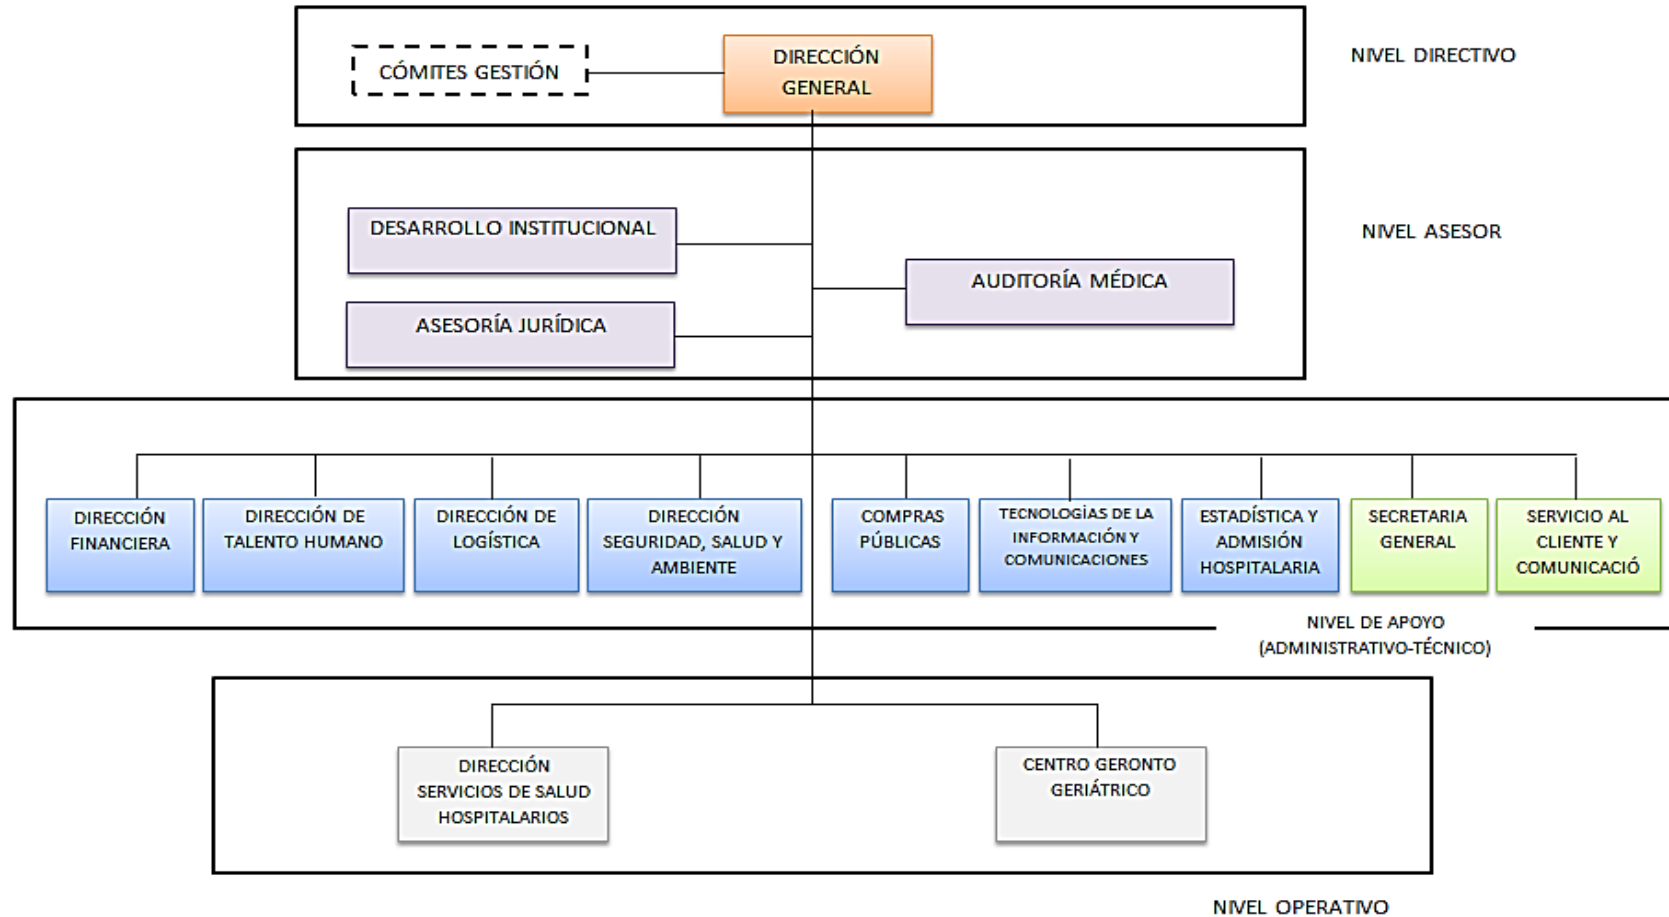 CÓMITES GESTIÓN
DIRECCIÓN
GENERAL
NIVEL DIRECTIVO
DESARROLLO INSTITUCIONAL
AUDITORÍA MÉDICA
ASESORÍA JURÍDICA
NIVEL ASESOR
DIRECCIÓN
FINANCIERA
DIRECCIÓN DE
TALENTO HUMANO
DIRECCIÓN DE
LOGÍSTICA
DIRECCIÓN
SEGURIDAD, SALUD Y
AMBIENTE
COMPRAS
PÚBLICAS
TECNOLOGÍAS DE LA
INFORMACIÓN Y
COMUNICACIONES
ESTADÍSTICA Y
ADMISIÓN
HOSPITALARIA
SECRETARIA
GENERAL
SERVICIO AL
CLIENTE Y
COMUNICACIÓ
NIVEL DE APOYO
(ADMINISTRATIVO-TÉCNICO)
DIRECCIÓN
SERVICIOS DE SALUD
HOSPITALARIOS
CENTRO GERONTO
GERIÁTRICO
NIVEL OPERATIVO